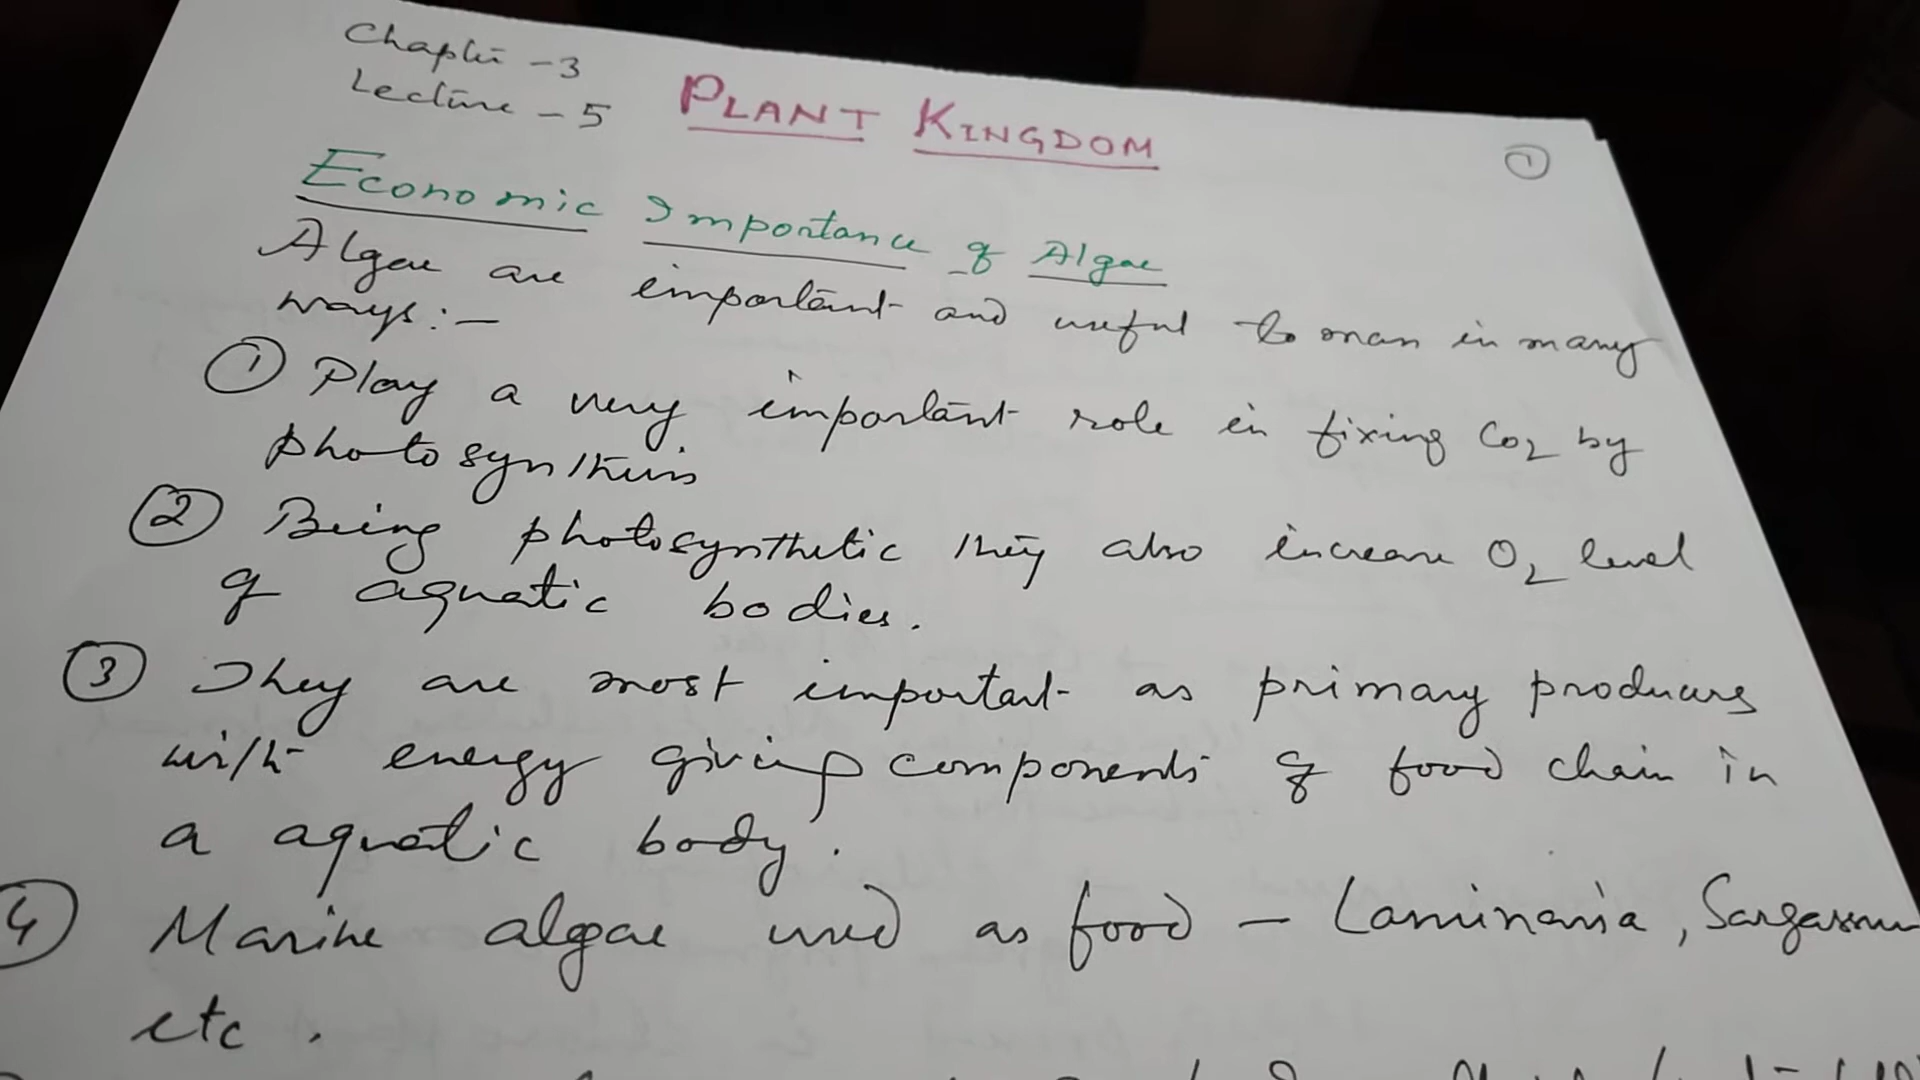 Chapter - 3
Lecture - 5
PLANT KINGDOM
1
Economic Importance of Algae
Algae are important and useful to man in many
ways:-
1 Play a very important role in fixing CO2 by
photosynthesis
2 Being photosynthetic they also increase O2 level
of aquatic bodies.
3 They are most important as primary producers
with energy giving components of food chain in
a aquatic body.
4 Marine algae used as food - Laminaria, Sargassum
etc.